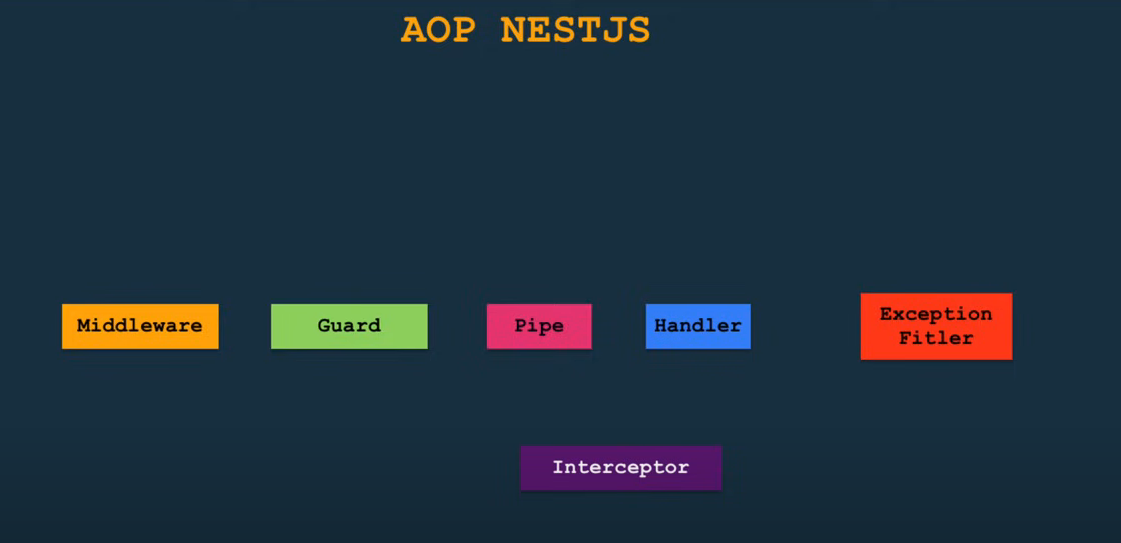 AOP NESTJS
Middleware
Guard
Pipe
Handler
Exception
Fitler
Interceptor